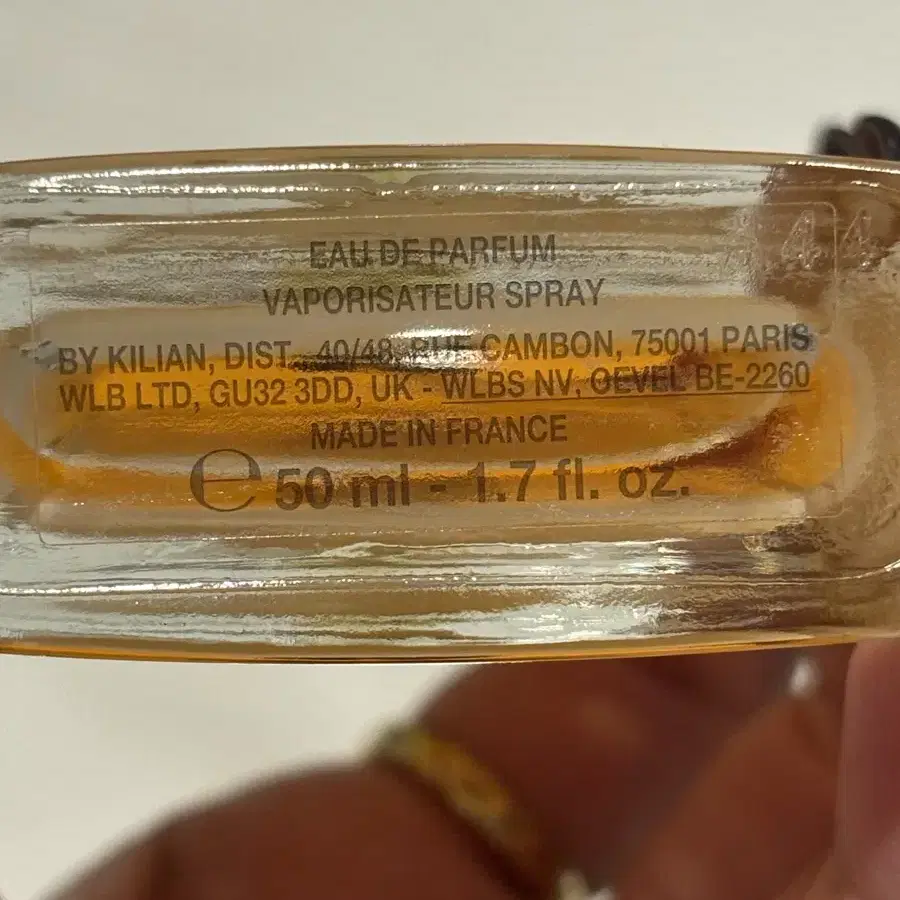 EAU DE PARFUM
VAPORISATEUR SPRAY
BY KILIAN, DIST., 40/48, RUE CAMBON, 75001 PARIS
WLB LTD, GU32 3DD, UK - WLBS NV, OEVEL BE-2260
MADE IN FRANCE
℮ 50 ml - 1.7 fl. oz.